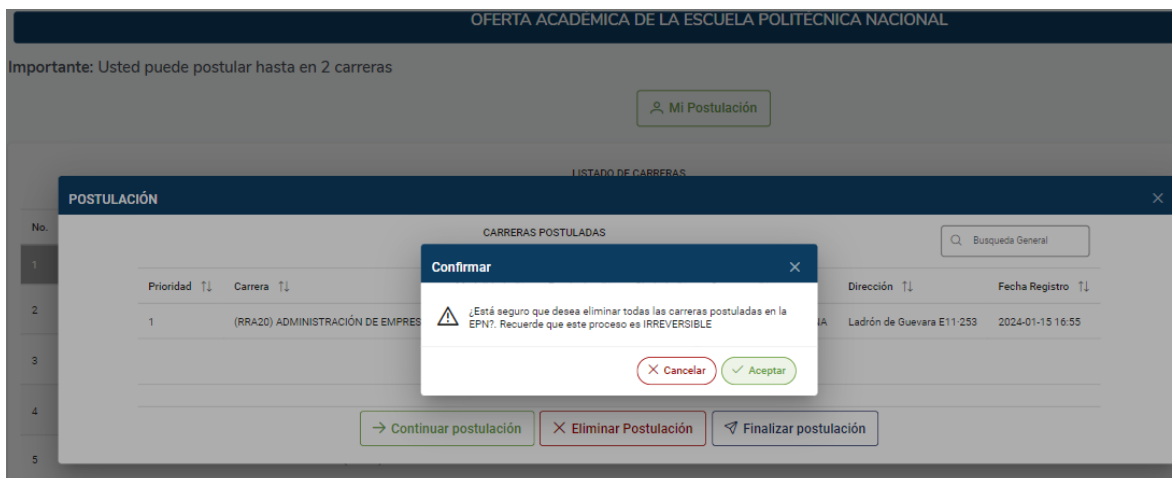 OFERTA ACADÉMICA DE LA ESCUELA POLITÉCNICA NACIONAL
Importante: Usted puede postular hasta en 2 carreras
Mi Postulación
LISTADO DE CARRERAS
POSTULACIÓN
No.
CARRERAS POSTULADAS
Busqueda General
1
Confirmar
Prioridad Carrera Dirección Fecha Registro
2
¿Está seguro que desea eliminar todas las carreras postuladas en la
EPN?. Recuerde que este proceso es IRREVERSIBLE
1 (RRA20) ADMINISTRACIÓN DE EMPRES Ladrón de Guevara E11-253 2024-01-15 16:55
3
Cancelar Aceptar
4
Continuar postulación Eliminar Postulación Finalizar postulación
5